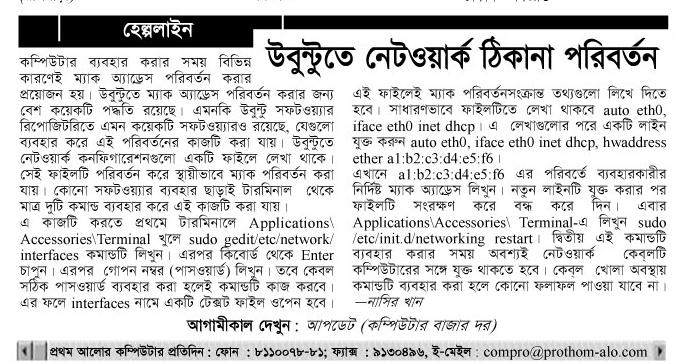 হেল্পলাইন
উবুন্টুতে নেটওয়ার্ক ঠিকানা পরিবর্তন
কম্পিউটার ব্যবহার করার সময় বিভিন্ন
কারণেই ম্যাক অ্যাড্রেস পরিবর্তন করার
প্রয়োজন হয়। উবুন্টুতে ম্যাক অ্যাড্রেস পরিবর্তন করার জন্য
বেশ কয়েকটি পদ্ধতি রয়েছে। এমনকি উবুন্টু সফটওয়্যার
রিপোজিটরিতে এমন কয়েকটি সফটওয়্যারও রয়েছে, যেগুলো
ব্যবহার করে এই পরিবর্তনের কাজটি করা যায়। উবুন্টুতে
নেটওয়ার্ক কনফিগারেশনগুলো একটি ফাইলে লেখা থাকে।
সেই ফাইলটি পরিবর্তন করে স্থায়ীভাবে ম্যাক পরিবর্তন করা
যায়। কোনো সফটওয়্যার ব্যবহার ছাড়াই টারমিনাল থেকে
মাত্র দুটি কমান্ড ব্যবহার করে এই কাজটি করা যায়।
এ কাজটি করতে প্রথমে টারমিনালে Applications\
Accessories\Terminal খুলে sudo gedit/etc/network/
interfaces কমান্ডটি লিখুন। এরপর কিবোর্ড থেকে Enter
চাপুন। এরপর গোপন নম্বর (পাসওয়ার্ড) লিখুন। তবে কেবল
সঠিক পাসওয়ার্ড ব্যবহার করা হলেই কমান্ডটি কাজ করবে।
এর ফলে interfaces নামে একটি টেক্সট ফাইল ওপেন হবে।
এই ফাইলেই ম্যাক পরিবর্তনসংক্রান্ত তথ্যগুলো লিখে দিতে
হবে। সাধারণভাবে ফাইলটিতে লেখা থাকবে auto eth0,
iface eth0 inet dhcp। এ লেখাগুলোর পরে একটি লাইন
যুক্ত করুন auto eth0, iface eth0 inet dhcp, hwaddress
ether a1:b2:c3:d4:e5:f6।
এখানে a1:b2:c3:d4:e5:f6 এর পরিবর্তে ব্যবহারকারীর
নির্দিষ্ট ম্যাক অ্যাড্রেস লিখুন। নতুন লাইনটি যুক্ত করার পর
ফাইলটি সংরক্ষণ করে বন্ধ করে দিন। এবার
Applications\Accessories\ Terminal-এ লিখুন sudo
/etc/init.d/networking restart। দ্বিতীয় এই কমান্ডটি
ব্যবহার করার সময় অবশ্যই নেটওয়ার্ক কেব্‌লটি
কম্পিউটারের সঙ্গে যুক্ত থাকতে হবে। কেব্‌ল খোলা অবস্থায়
কমান্ডটি ব্যবহার করা হলে কোনো ফলাফল পাওয়া যাবে না।
—নাসির খান
আগামীকাল দেখুন : আপডেট (কম্পিউটার বাজার দর)
প্রথম আলোর কম্পিউটার প্রতিদিন : ফোন : ৮১১০০৭৮-৮১; ফ্যাক্স : ৯১৩০৪৯৬, ই-মেইল : compro@prothom-alo.com